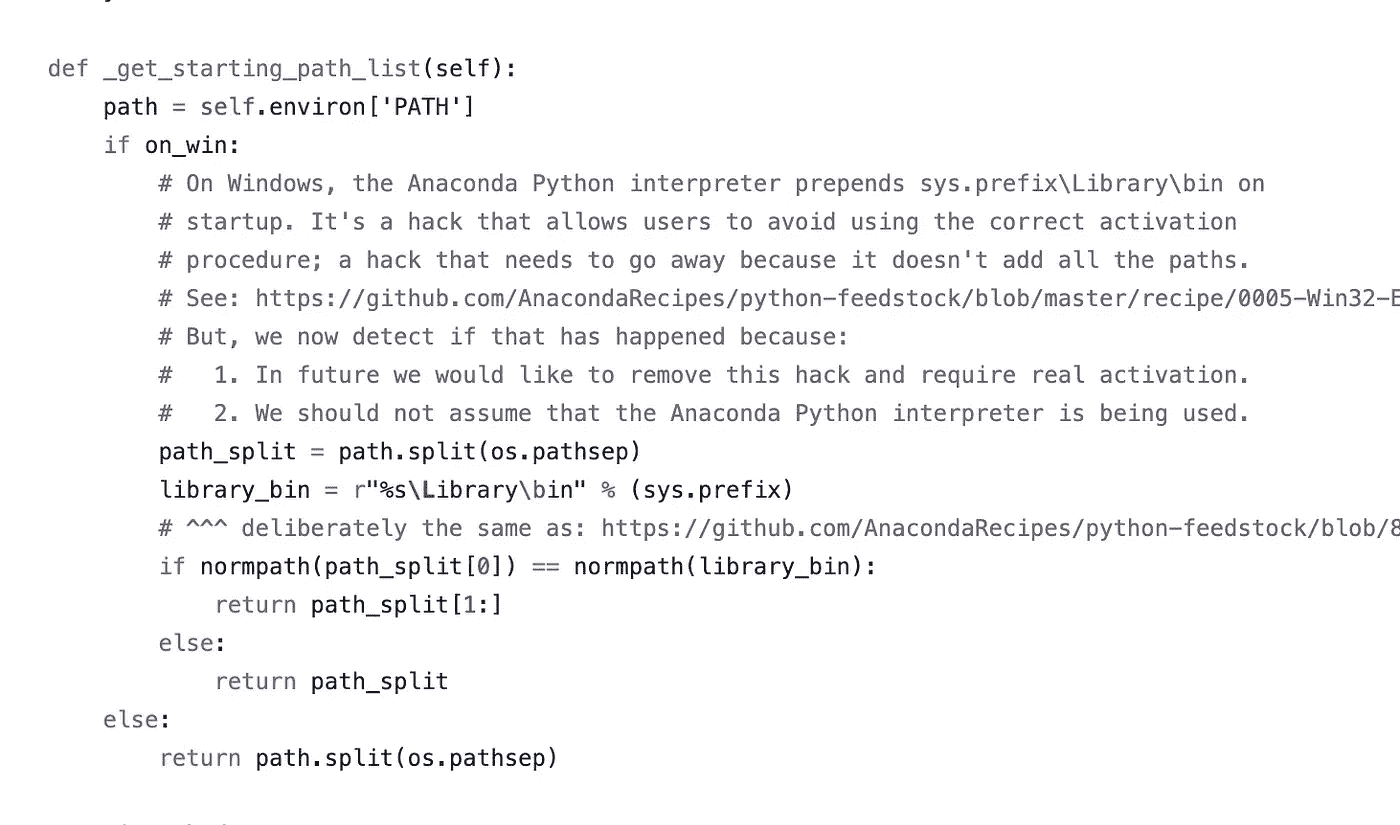 def _get_starting_path_list(self):
    path = self.environ['PATH']
    if on_win:
        # On Windows, the Anaconda Python interpreter prepends sys.prefix\Library\bin on
        # startup. It's a hack that allows users to avoid using the correct activation
        # procedure; a hack that needs to go away because it doesn't add all the paths.
        # See: https://github.com/AnacondaRecipes/python-feedstock/blob/master/recipe/0005-Win32-E
        # But, we now detect if that has happened because:
        #   1. In future we would like to remove this hack and require real activation.
        #   2. We should not assume that the Anaconda Python interpreter is being used.
        path_split = path.split(os.pathsep)
        library_bin = r"%s\Library\bin" % (sys.prefix)
        # ^^^ deliberately the same as: https://github.com/AnacondaRecipes/python-feedstock/blob/8
        if normpath(path_split[0]) == normpath(library_bin):
            return path_split[1:]
        else:
            return path_split
    else:
        return path.split(os.pathsep)